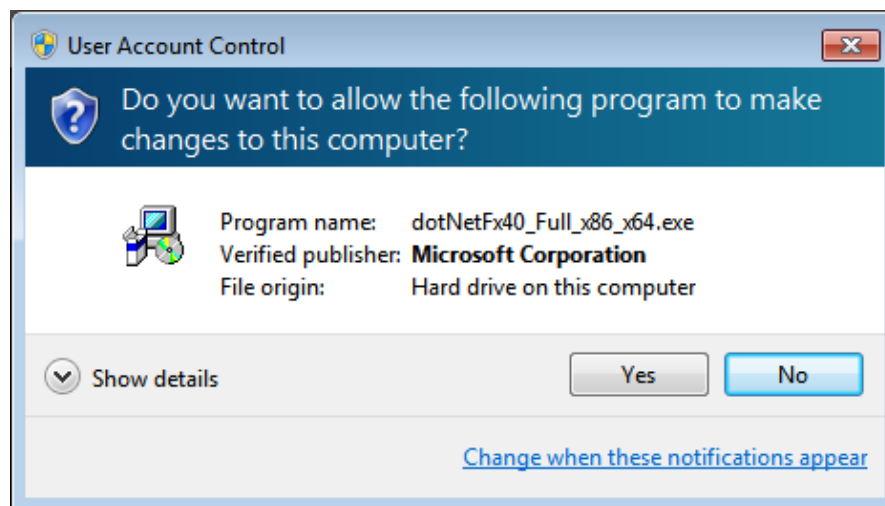 User Account Control
Do you want to allow the following program to make
changes to this computer?
Program name: dotNetFx40_Full_x86_x64.exe
Verified publisher: Microsoft Corporation
File origin: Hard drive on this computer
Show details
Yes
No
Change when these notifications appear